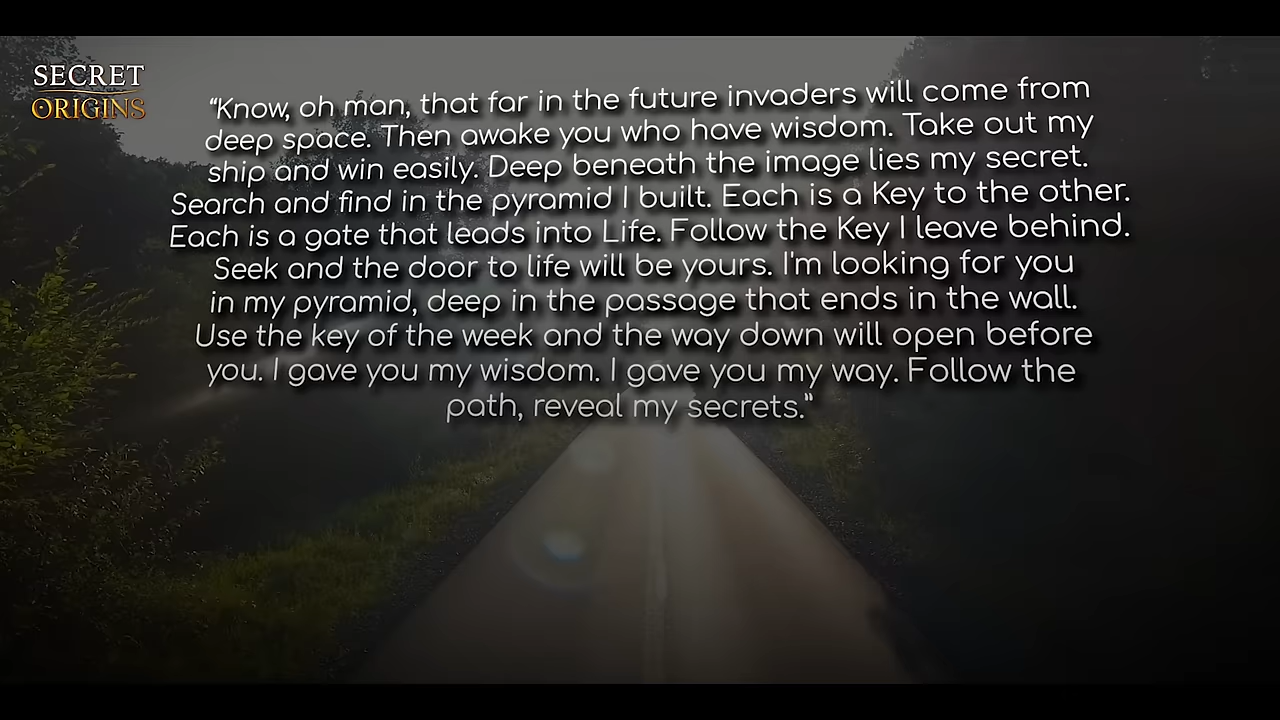 SECRET
ORIGINS
“Know, oh man, that far in the future invaders will come from
deep space. Then awake you who have wisdom. Take out my
ship and win easily. Deep beneath the image lies my secret.
Search and find in the pyramid I built. Each is a Key to the other.
Each is a gate that leads into Life. Follow the Key I leave behind.
Seek and the door to life will be yours. I'm looking for you
in my pyramid, deep in the passage that ends in the wall.
Use the key of the week and the way down will open before
you. I gave you my wisdom. I gave you my way. Follow the
path, reveal my secrets.”